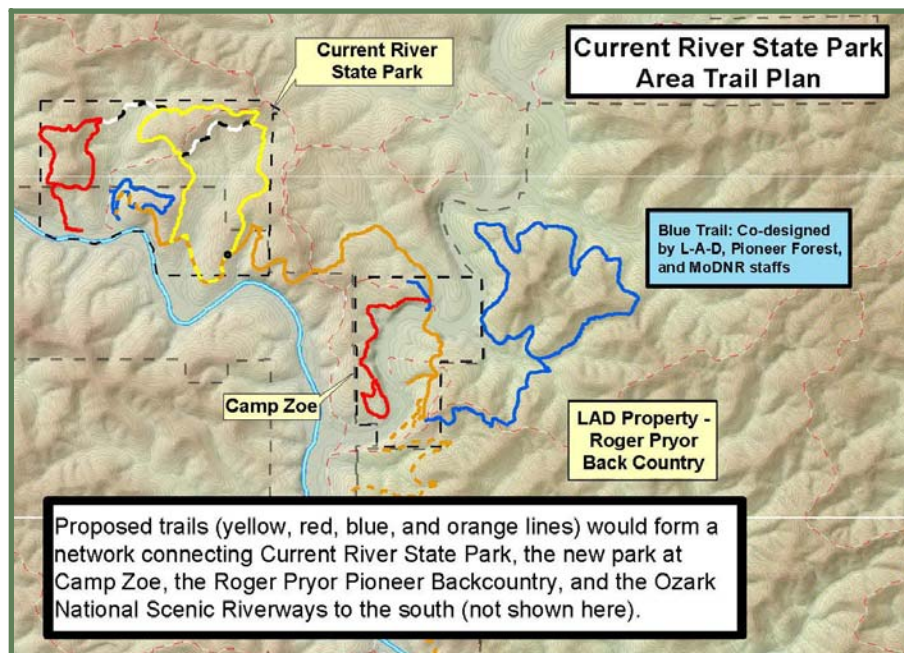 Current River State Park
Area Trail Plan
Current River
State Park
Blue Trail: Co-designed
by L-A-D, Pioneer Forest,
and MoDNR staffs
Camp Zoe
LAD Property -
Roger Pryor
Back Country
Proposed trails (yellow, red, blue, and orange lines) would form a
network connecting Current River State Park, the new park at
Camp Zoe, the Roger Pryor Pioneer Backcountry, and the Ozark
National Scenic Riverways to the south (not shown here).